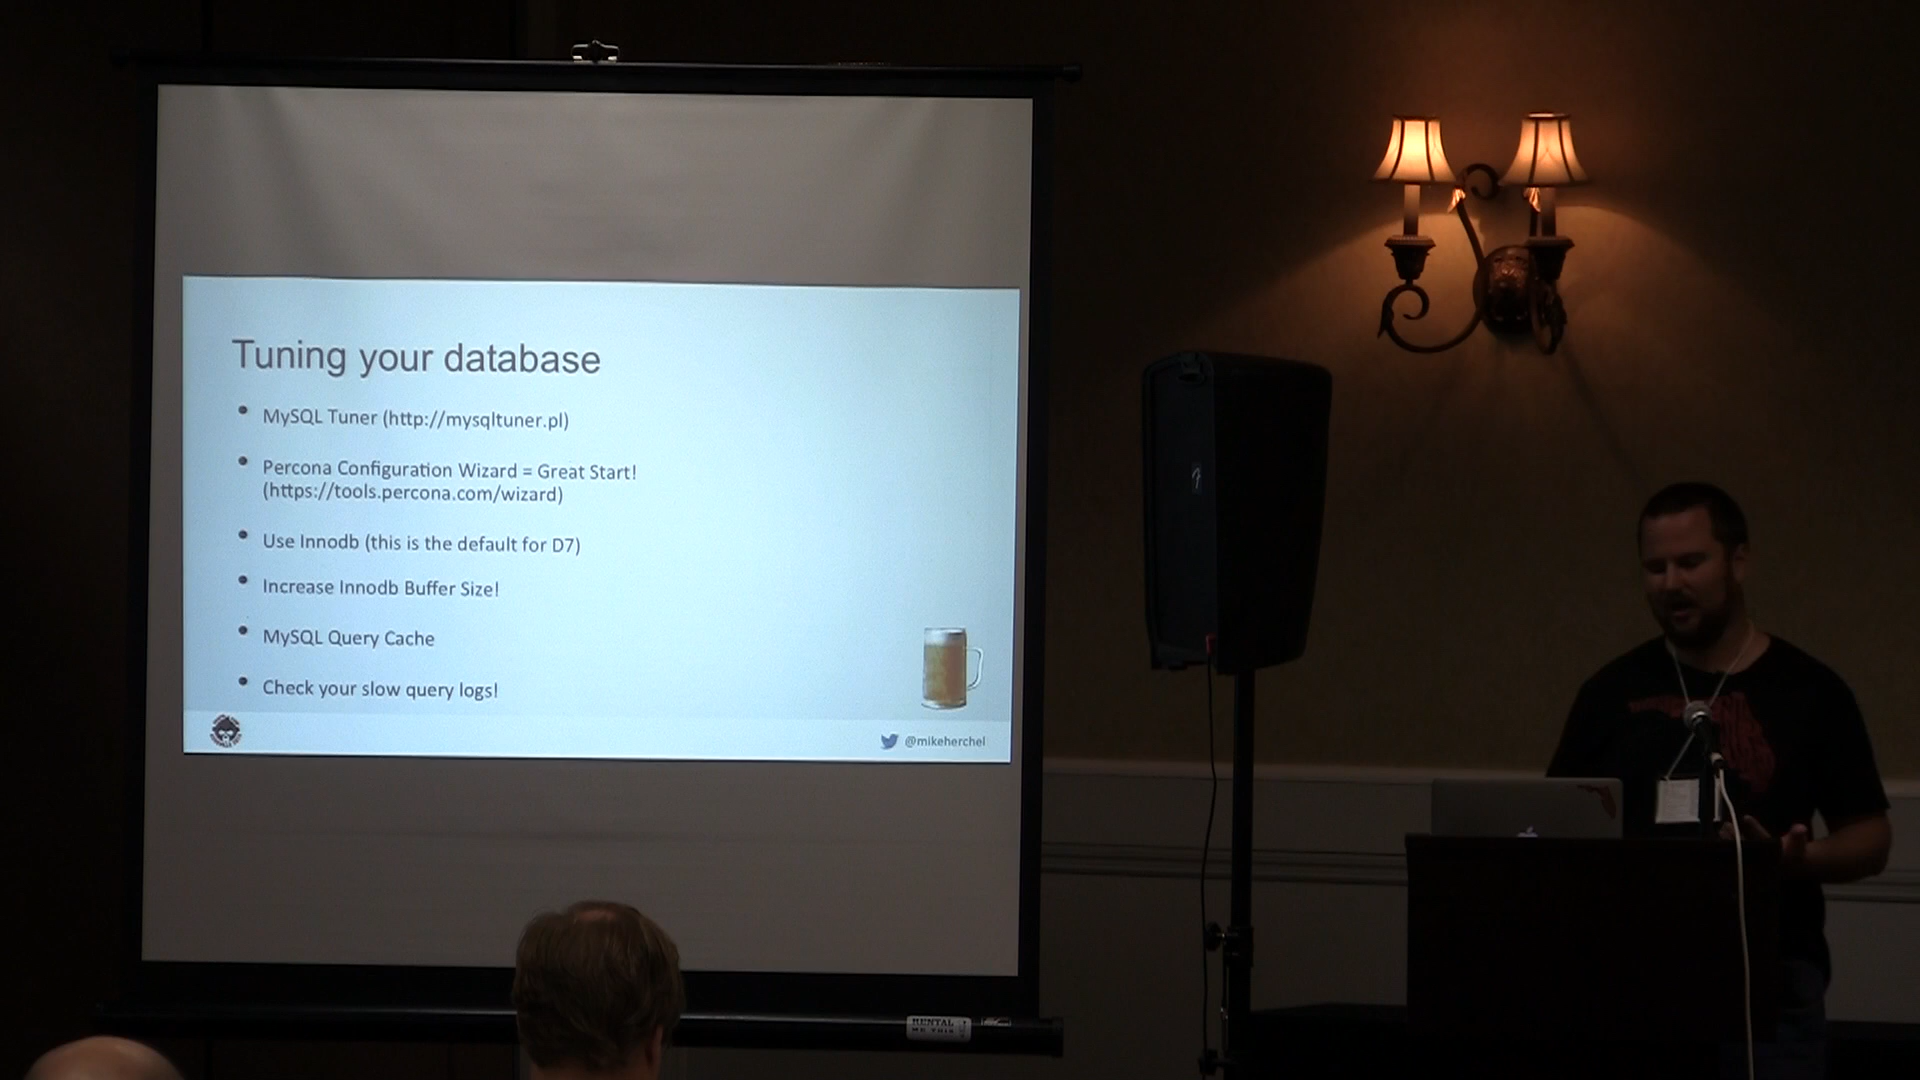 Tuning your database
• MySQL Tuner (http://mysqltuner.pl)
• Percona Configuration Wizard = Great Start!
(https://tools.percona.com/wizard)
• Use Innodb (this is the default for D7)
• Increase Innodb Buffer Size!
• MySQL Query Cache
• Check your slow query logs!
@mikeherchel
RENTAL